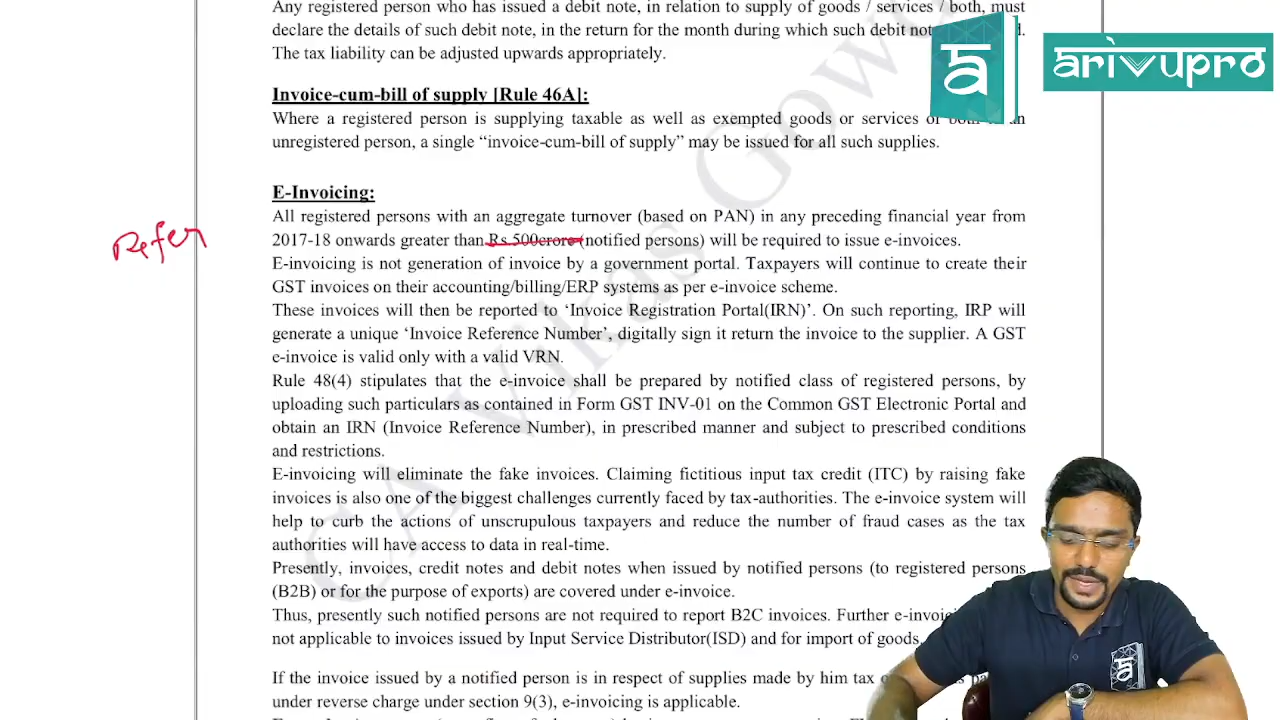 Any registered person who has issued a debit note, in relation to supply of goods / services / both, must
declare the details of such debit note, in the return for the month during which such debit
The tax liability can be adjusted upwards appropriately.
arivupro
Invoice-cum-bill of supply [Rule 46A]:
Where a registered person is supplying taxable as well as exempted goods or services or both to an
unregistered person, a single “invoice-cum-bill of supply” may be issued for all such supplies.
E-Invoicing:
All registered persons with an aggregate turnover (based on PAN) in any preceding financial year from
Refer
2017-18 onwards greater than Rs.500crore (notified persons) will be required to issue e-invoices.
E-invoicing is not generation of invoice by a government portal. Taxpayers will continue to create their
GST invoices on their accounting/billing/ERP systems as per e-invoice scheme.
These invoices will then be reported to ‘Invoice Registration Portal(IRN)’. On such reporting, IRP will
generate a unique ‘Invoice Reference Number’, digitally sign it return the invoice to the supplier. A GST
e-invoice is valid only with a valid VRN.
Rule 48(4) stipulates that the e-invoice shall be prepared by notified class of registered persons, by
uploading such particulars as contained in Form GST INV-01 on the Common GST Electronic Portal and
obtain an IRN (Invoice Reference Number), in prescribed manner and subject to prescribed conditions
and restrictions.
E-invoicing will eliminate the fake invoices. Claiming fictitious input tax credit (ITC) by raising fake
invoices is also one of the biggest challenges currently faced by tax-authorities. The e-invoice system will
help to curb the actions of unscrupulous taxpayers and reduce the number of fraud cases as the tax
authorities will have access to data in real-time.
Presently, invoices, credit notes and debit notes when issued by notified persons (to registered persons
(B2B) or for the purpose of exports) are covered under e-invoice.
Thus, presently such notified persons are not required to report B2C invoices. Further
not applicable to invoices issued by Input Service Distributor(ISD) and for import of goods,
If the invoice issued by a notified person is in respect of supplies made by him tax
under reverse charge under section 9(3), e-invoicing is applicable.
CA Vikas Gowd